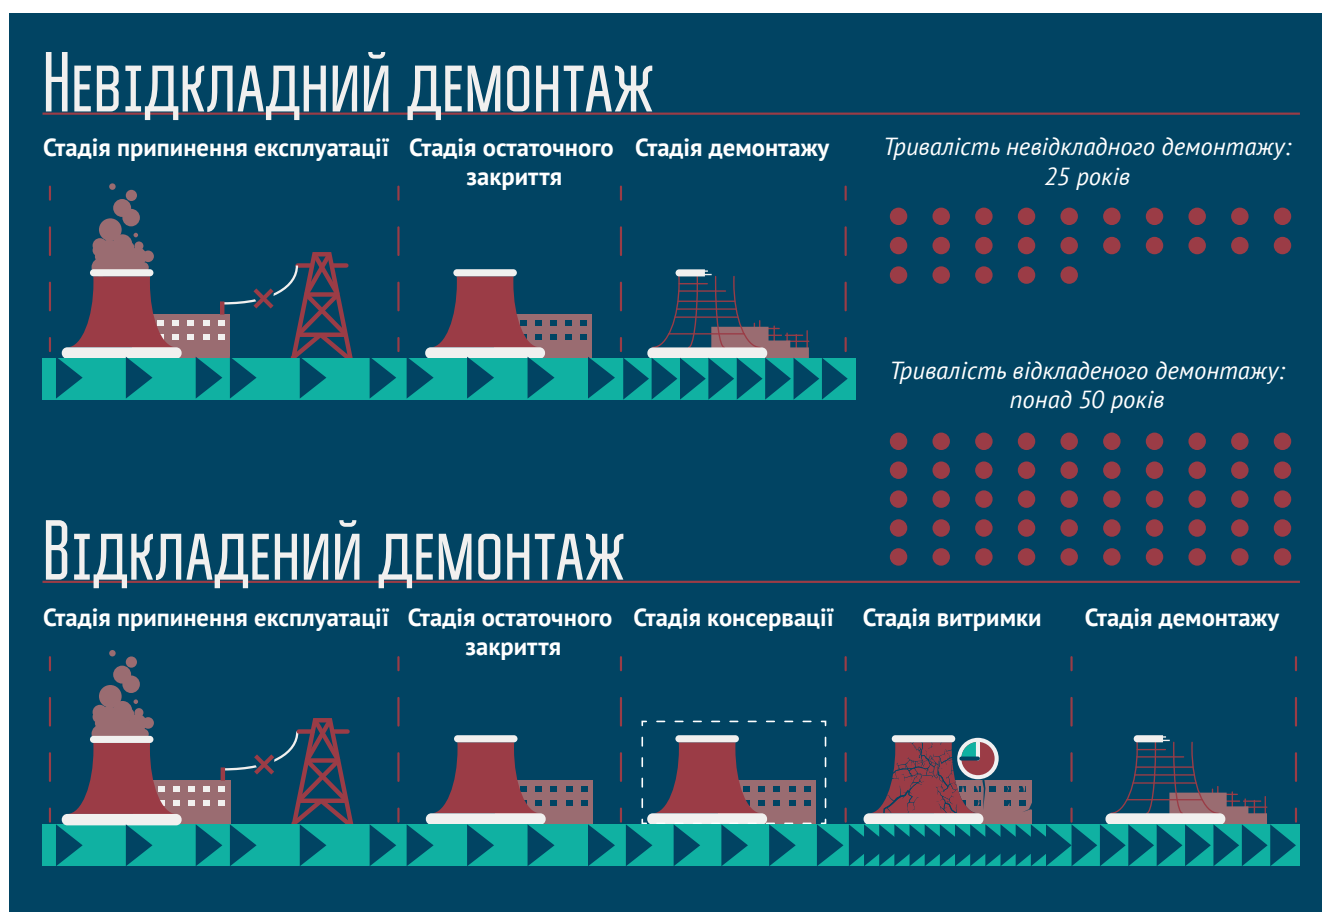 Невідкладний демонтаж
Стадія припинення експлуатації
Стадія остаточного
закриття
Стадія демонтажу
Тривалість невідкладного демонтажу:
25 років
Тривалість відкладеного демонтажу:
понад 50 років
Відкладений демонтаж
Стадія припинення експлуатації
Стадія остаточного
закриття
Стадія консервації
Стадія витримки
Стадія демонтажу